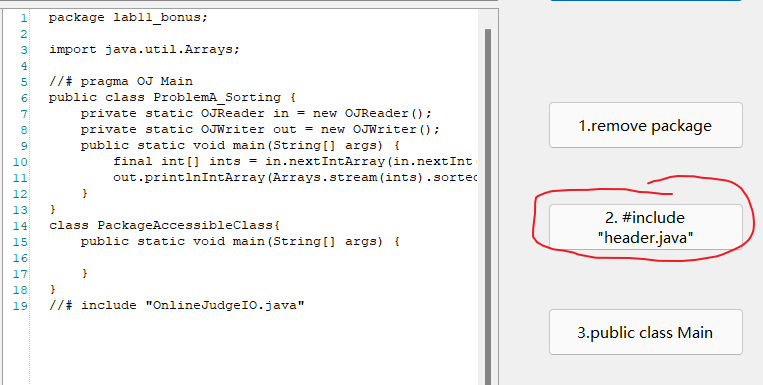 1 package lab11_bonus;
2
3 import java.util.Arrays;
4
5 //# pragma OJ Main
6 public class ProblemA_Sorting {
7 private static OJReader in = new OJReader();
8 private static OJWriter out = new OJWriter();
9 public static void main(String[] args) {
10 final int[] ints = in.nextIntArray(in.nextInt(
11 out.printlnIntArray(Arrays.stream(ints).sorted
12 }
13 }
14 class PackageAccessibleClass{
15 public static void main(String[] args) {
16
17 }
18 }
19 //# include "OnlineJudgeIO.java"
1.remove package
2. #include
"header.java"
3.public class Main